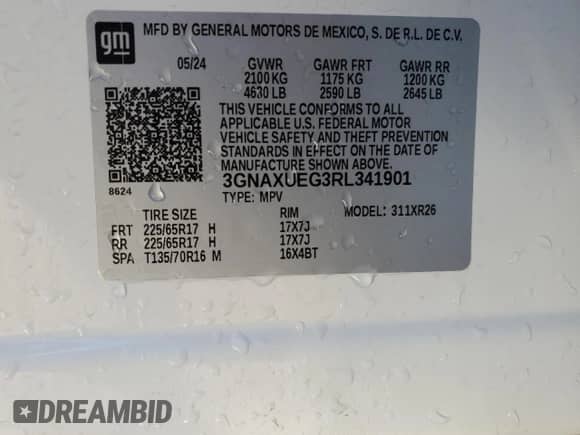 gm
MFD BY GENERAL MOTORS DE MEXICO, S. DE R.L. DE C.V.
05/24 GVWR GAWR FRT GAWR RR
2100 KG 1175 KG 1200 KG
4630 LB 2590 LB 2645 LB
THIS VEHICLE CONFORMS TO ALL
APPLICABLE U.S. FEDERAL MOTOR
VEHICLE SAFETY AND THEFT PREVENTION
STANDARDS IN EFFECT ON THE DATE OF
MANUFACTURE SHOWN ABOVE.
8624 3GNAXUEG3RL341901
TYPE: MPV MODEL: 311XR26
TIRE SIZE RIM
FRT 225/65R17 H 17X7J
RR 225/65R17 H 17X7J
SPA T135/70R16 M 16X4BT
DREAMBID